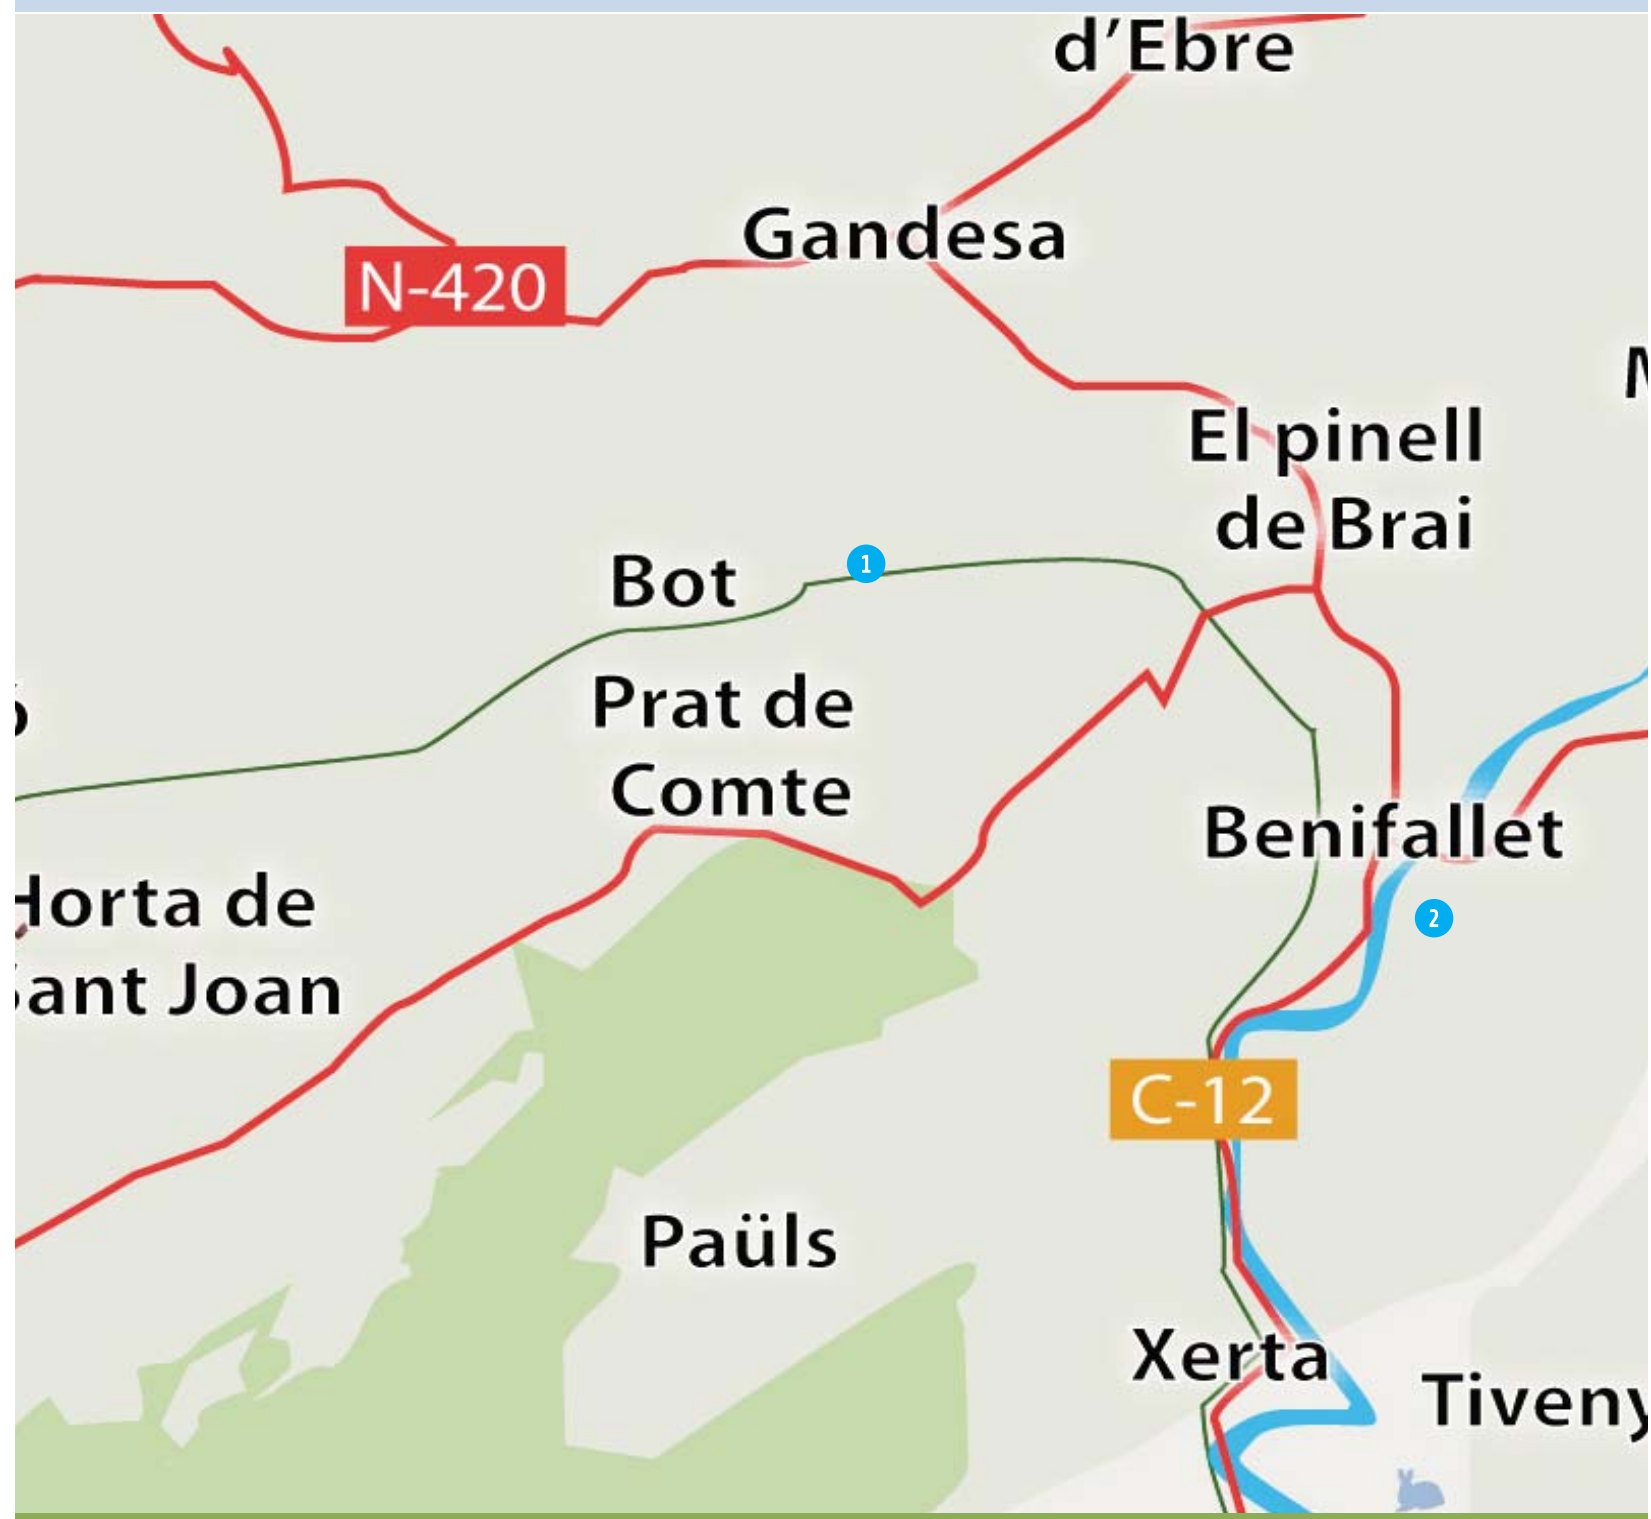 d’Ebre
Gandesa
N-420
El pinell
de Brai
Bot
1
Prat de
Comte
Benifallet
Horta de
Sant Joan
2
C-12
Paüls
Xerta
Tiveny